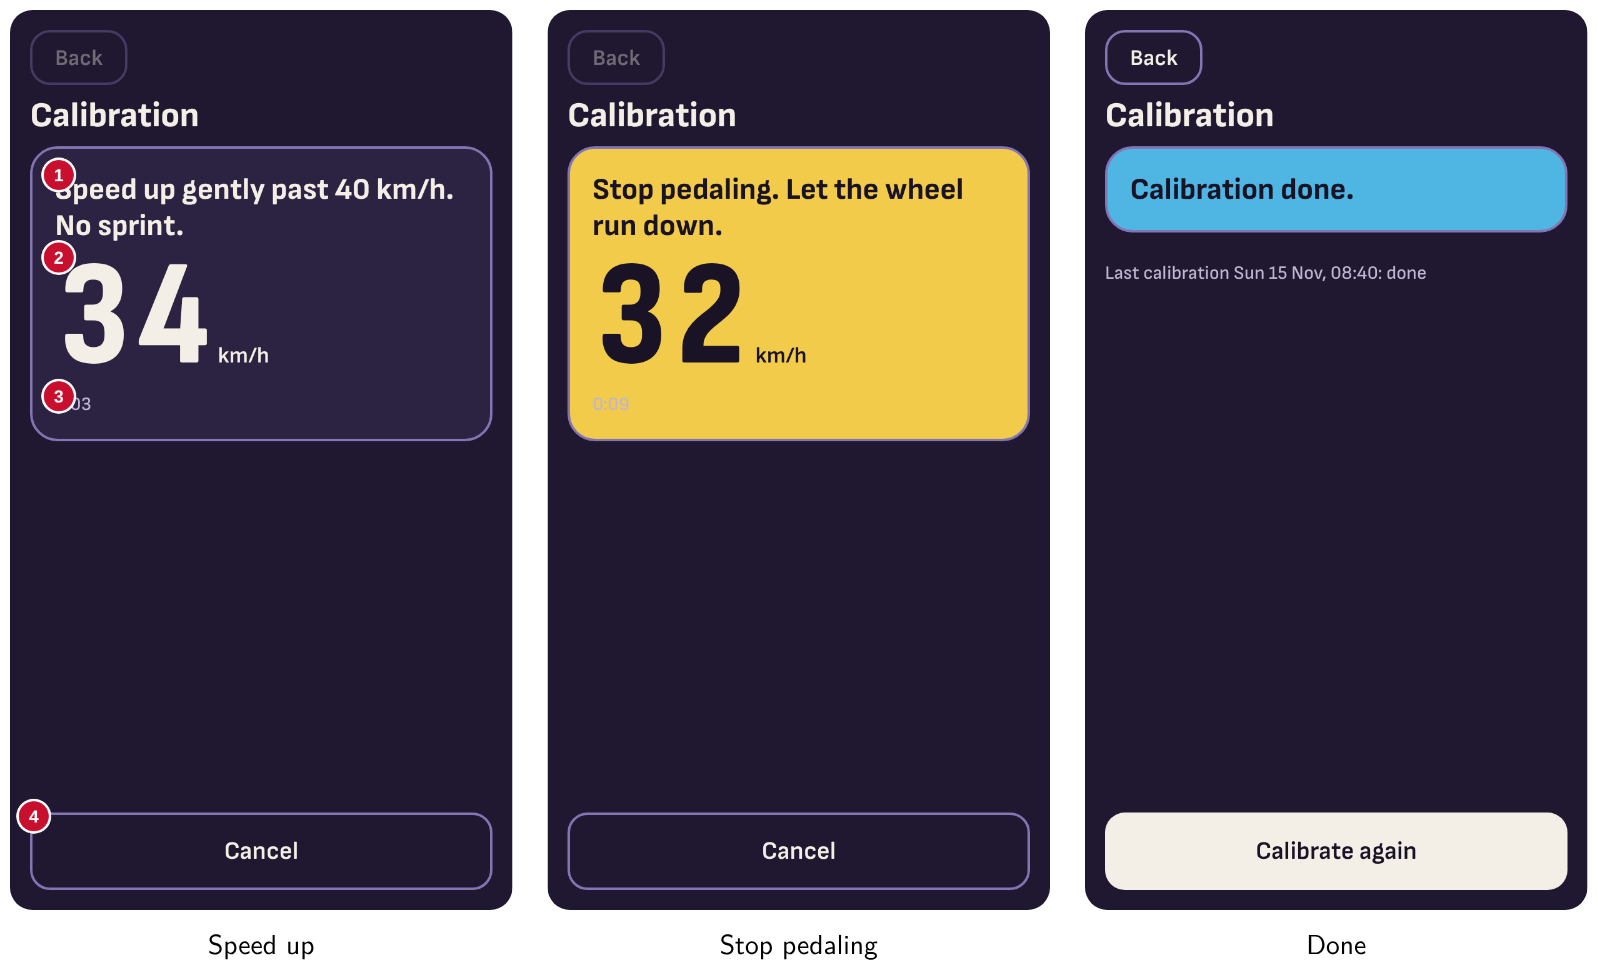 Back
Calibration
1
Speed up gently past 40 km/h.
No sprint.
2
34 km/h
3
03
4
Cancel
Speed up
Back
Calibration
Stop pedaling. Let the wheel
run down.
32 km/h
0:09
Cancel
Stop pedaling
Back
Calibration
Calibration done.
Last calibration Sun 15 Nov, 08:40: done
Calibrate again
Done